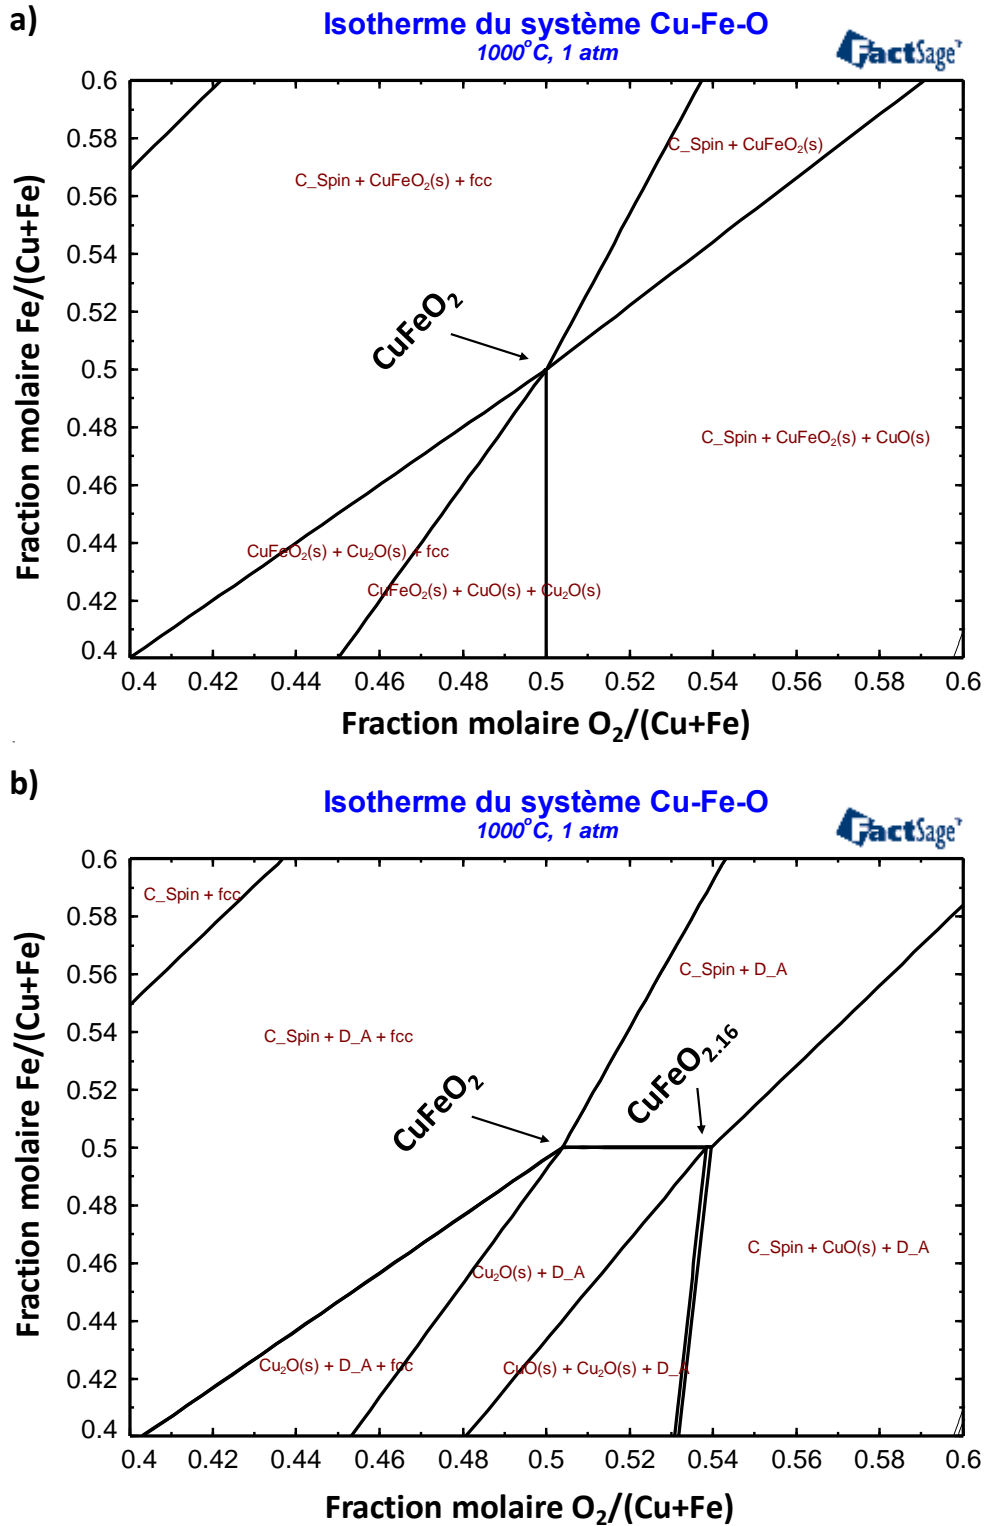 a)
Isotherme du système Cu-Fe-O
1000°C, 1 atm
FactSage™
Fraction molaire Fe/(Cu+Fe)
0.6
0.58
0.56
0.54
0.52
0.5
0.48
0.46
0.44
0.42
0.4
C_Spin + CuFeO₂(s)
C_Spin + CuFeO₂(s) + fcc
CuFeO₂
C_Spin + CuFeO₂(s) + CuO(s)
CuFeO₂(s) + Cu₂O(s) + fcc
CuFeO₂(s) + CuO(s) + Cu₂O(s)
0.4 0.42 0.44 0.46 0.48 0.5 0.52 0.54 0.56 0.58 0.6
Fraction molaire O₂/(Cu+Fe)
b)
Isotherme du système Cu-Fe-O
1000°C, 1 atm
FactSage™
Fraction molaire Fe/(Cu+Fe)
0.6
0.58
0.56
0.54
0.52
0.5
0.48
0.46
0.44
0.42
0.4
C_Spin + fcc
C_Spin + D_A
C_Spin + D_A + fcc
CuFeO₂
CuFeO₂.₁₆
C_Spin + CuO(s) + D_A
Cu₂O(s) + D_A
Cu₂O(s) + D_A + fcc
CuO(s) + Cu₂O(s) + D_A
0.4 0.42 0.44 0.46 0.48 0.5 0.52 0.54 0.56 0.58 0.6
Fraction molaire O₂/(Cu+Fe)